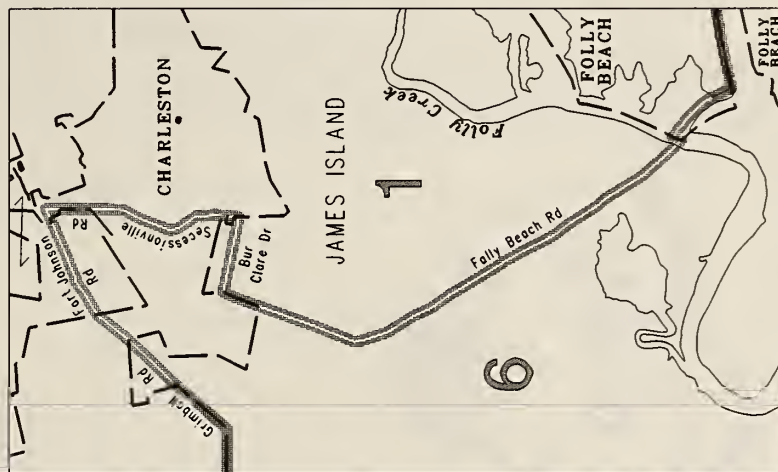 CHARLESTON
JAMES ISLAND
1
6
FOLLY
BEACH
FOLLY
BEACH
Folly Creek
Folly Beach Rd
Fort Johnson
Rd
Secessionville
Rd
Bur
Clare Dr
Grimball
Rd